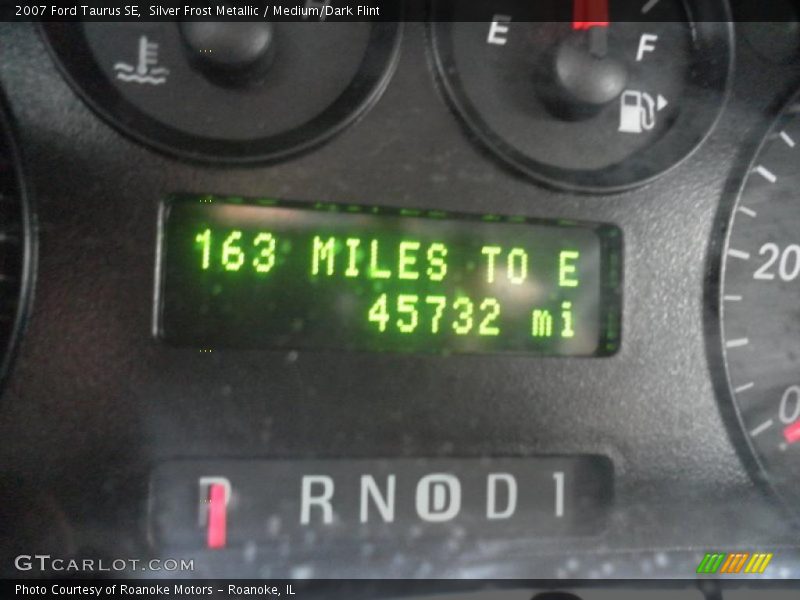 2007 Ford Taurus SE, Silver Frost Metallic / Medium/Dark Flint
E
F
163 MILES TO E
45732 mi
20
0
P R N D D 1
GTCARLOT.COM
Photo Courtesy of Roanoke Motors - Roanoke, IL